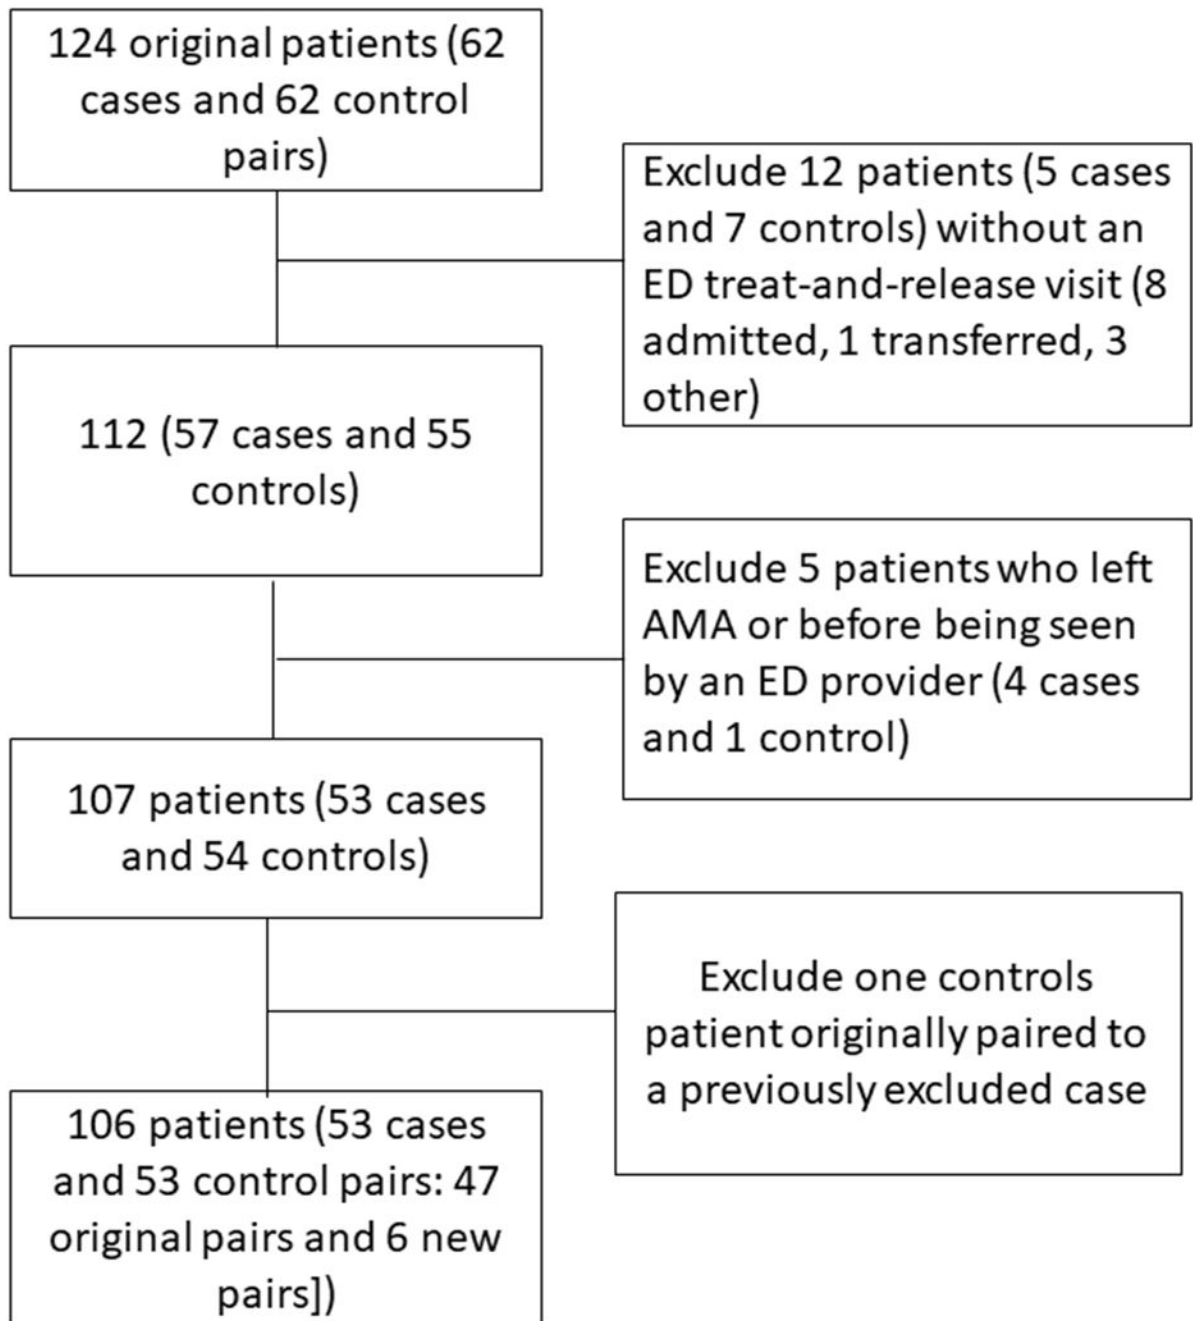 124 original patients (62
cases and 62 control
pairs)
Exclude 12 patients (5 cases
and 7 controls) without an
ED treat-and-release visit (8
admitted, 1 transferred, 3
other)
112 (57 cases and 55
controls)
Exclude 5 patients who left
AMA or before being seen
by an ED provider (4 cases
and 1 control)
107 patients (53 cases
and 54 controls)
Exclude one controls
patient originally paired to
a previously excluded case
106 patients (53 cases
and 53 control pairs: 47
original pairs and 6 new
pairs])